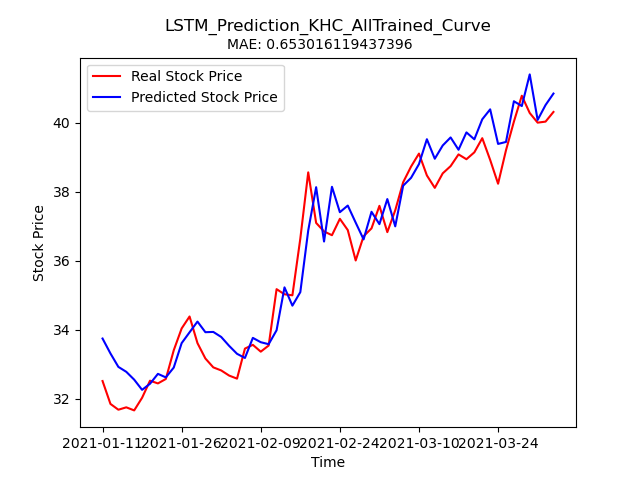 LSTM_Prediction_KHC_AllTrained_Curve
MAE: 0.653016119437396
Real Stock Price
Predicted Stock Price
Stock Price
40
38
36
34
32
2021-01-11
2021-01-26
2021-02-09
2021-02-24
2021-03-10
2021-03-24
Time